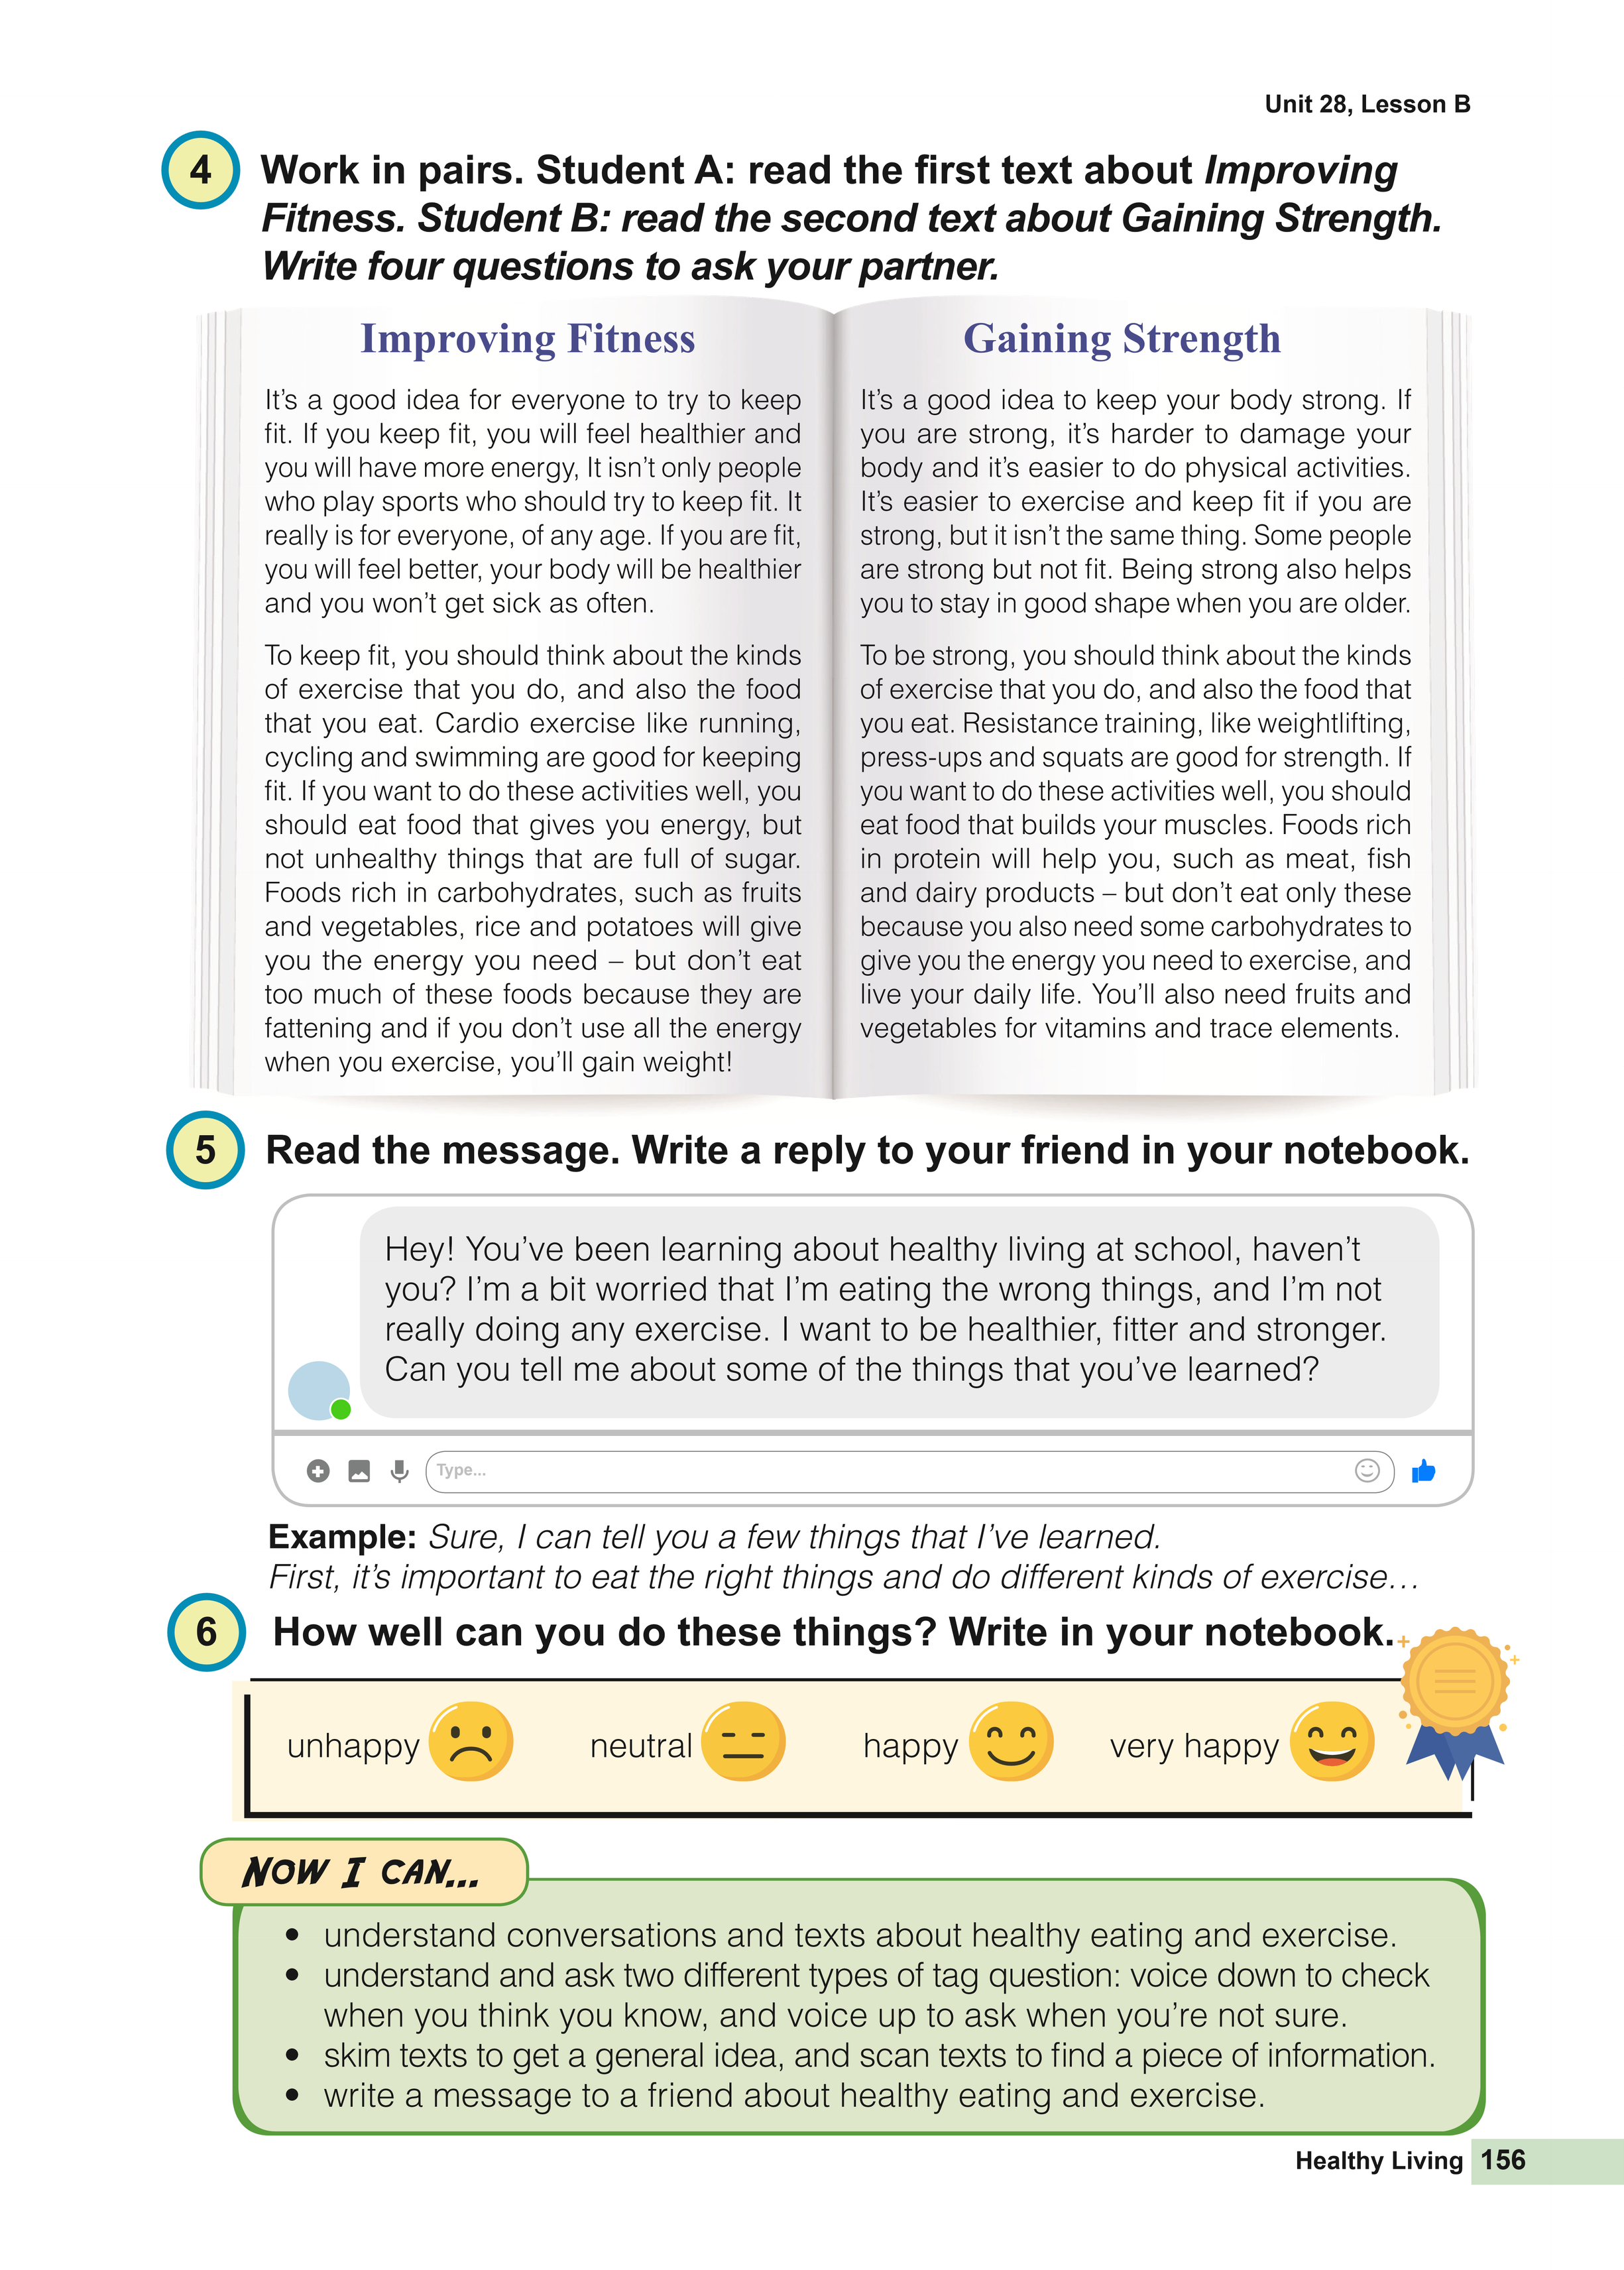 Unit 28, Lesson B
4
Work in pairs. Student A: read the first text about Improving
Fitness. Student B: read the second text about Gaining Strength.
Write four questions to ask your partner.
Improving Fitness
It's a good idea for everyone to try to keep
fit. If you keep fit, you will feel healthier and
you will have more energy, It isn't only people
who play sports who should try to keep fit. It
really is for everyone, of any age. If you are fit,
you will feel better, your body will be healthier
and you won't get sick as often.
To keep fit, you should think about the kinds
of exercise that you do, and also the food
that you eat. Cardio exercise like running,
cycling and swimming are good for keeping
fit. If you want to do these activities well, you
should eat food that gives you energy, but
not unhealthy things that are full of sugar.
Foods rich in carbohydrates, such as fruits
and vegetables, rice and potatoes will give
you the energy you need – but don't eat
too much of these foods because they are
fattening and if you don't use all the energy
when you exercise, you'll gain weight!
Gaining Strength
It's a good idea to keep your body strong. If
you are strong, it's harder to damage your
body and it's easier to do physical activities.
It's easier to exercise and keep fit if you are
strong, but it isn't the same thing. Some people
are strong but not fit. Being strong also helps
you to stay in good shape when you are older.
To be strong, you should think about the kinds
of exercise that you do, and also the food that
you eat. Resistance training, like weightlifting,
press-ups and squats are good for strength. If
you want to do these activities well, you should
eat food that builds your muscles. Foods rich
in protein will help you, such as meat, fish
and dairy products – but don't eat only these
because you also need some carbohydrates to
give you the energy you need to exercise, and
live your daily life. You'll also need fruits and
vegetables for vitamins and trace elements.
5
Read the message. Write a reply to your friend in your notebook.
Hey! You've been learning about healthy living at school, haven't
you? I'm a bit worried that I'm eating the wrong things, and I'm not
really doing any exercise. I want to be healthier, fitter and stronger.
Can you tell me about some of the things that you've learned?
Type...
Example: Sure, I can tell you a few things that I've learned.
First, it's important to eat the right things and do different kinds of exercise…
6
How well can you do these things? Write in your notebook.
unhappy neutral happy very happy
Now I can...
• understand conversations and texts about healthy eating and exercise.
• understand and ask two different types of tag question: voice down to check
when you think you know, and voice up to ask when you're not sure.
• skim texts to get a general idea, and scan texts to find a piece of information.
• write a message to a friend about healthy eating and exercise.
Healthy Living 156